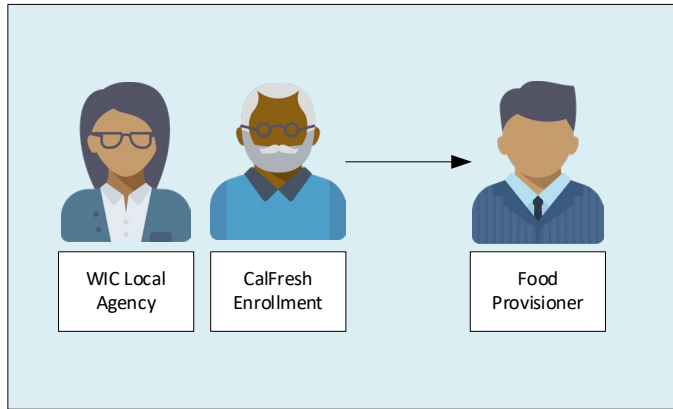 WIC Local
Agency
CalFresh
Enrollment
Food
Provisioner